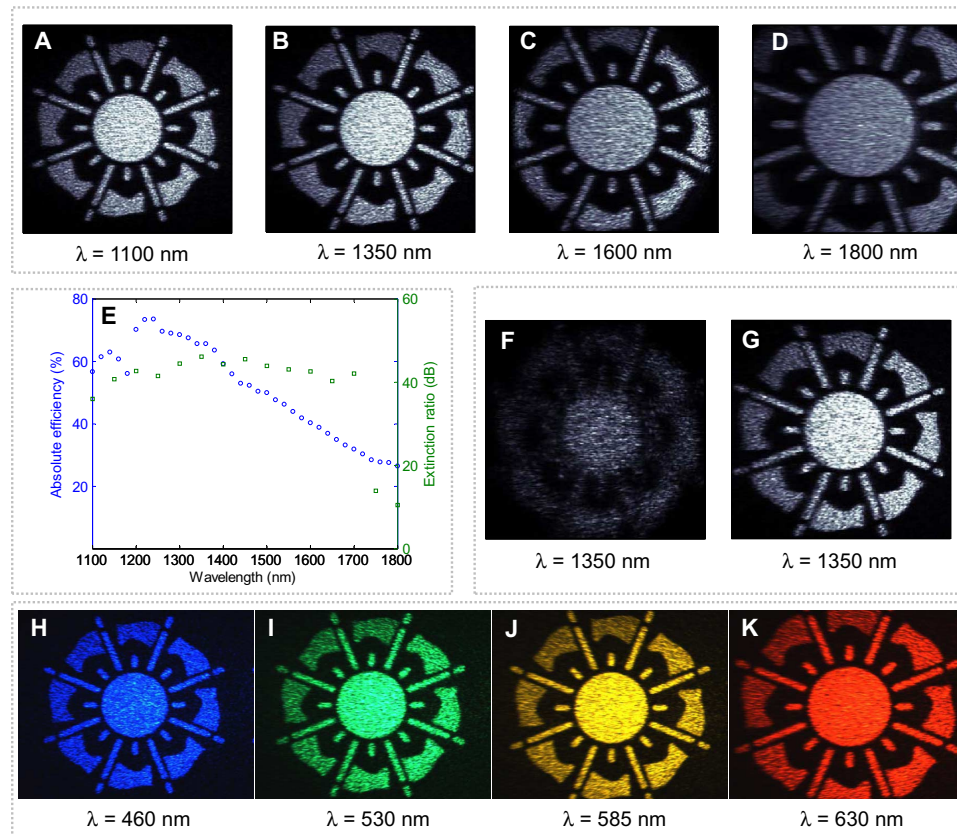 A
B
C
D
λ = 1100 nm
λ = 1350 nm
λ = 1600 nm
λ = 1800 nm
E
80
60
40
20
Absolute efficiency (%)
60
40
20
0
Extinction ratio (dB)
1100 1200 1300 1400 1500 1600 1700 1800
Wavelength (nm)
F
G
λ = 1350 nm
λ = 1350 nm
H
I
J
K
λ = 460 nm
λ = 530 nm
λ = 585 nm
λ = 630 nm